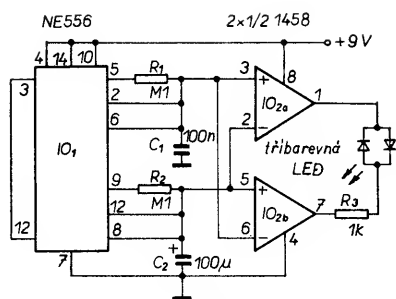 NE556
2×1/2 1458
+9V
4 14 10
3
5
R1
M1
2
6
C1
100n
IO1
9
R2
M1
12
12
8
7
+
C2
100µ
3
+
8
IO2a
1
2
−
tříbarevná
LED
5
+
IO2b
7
R3
1k
6
−
4